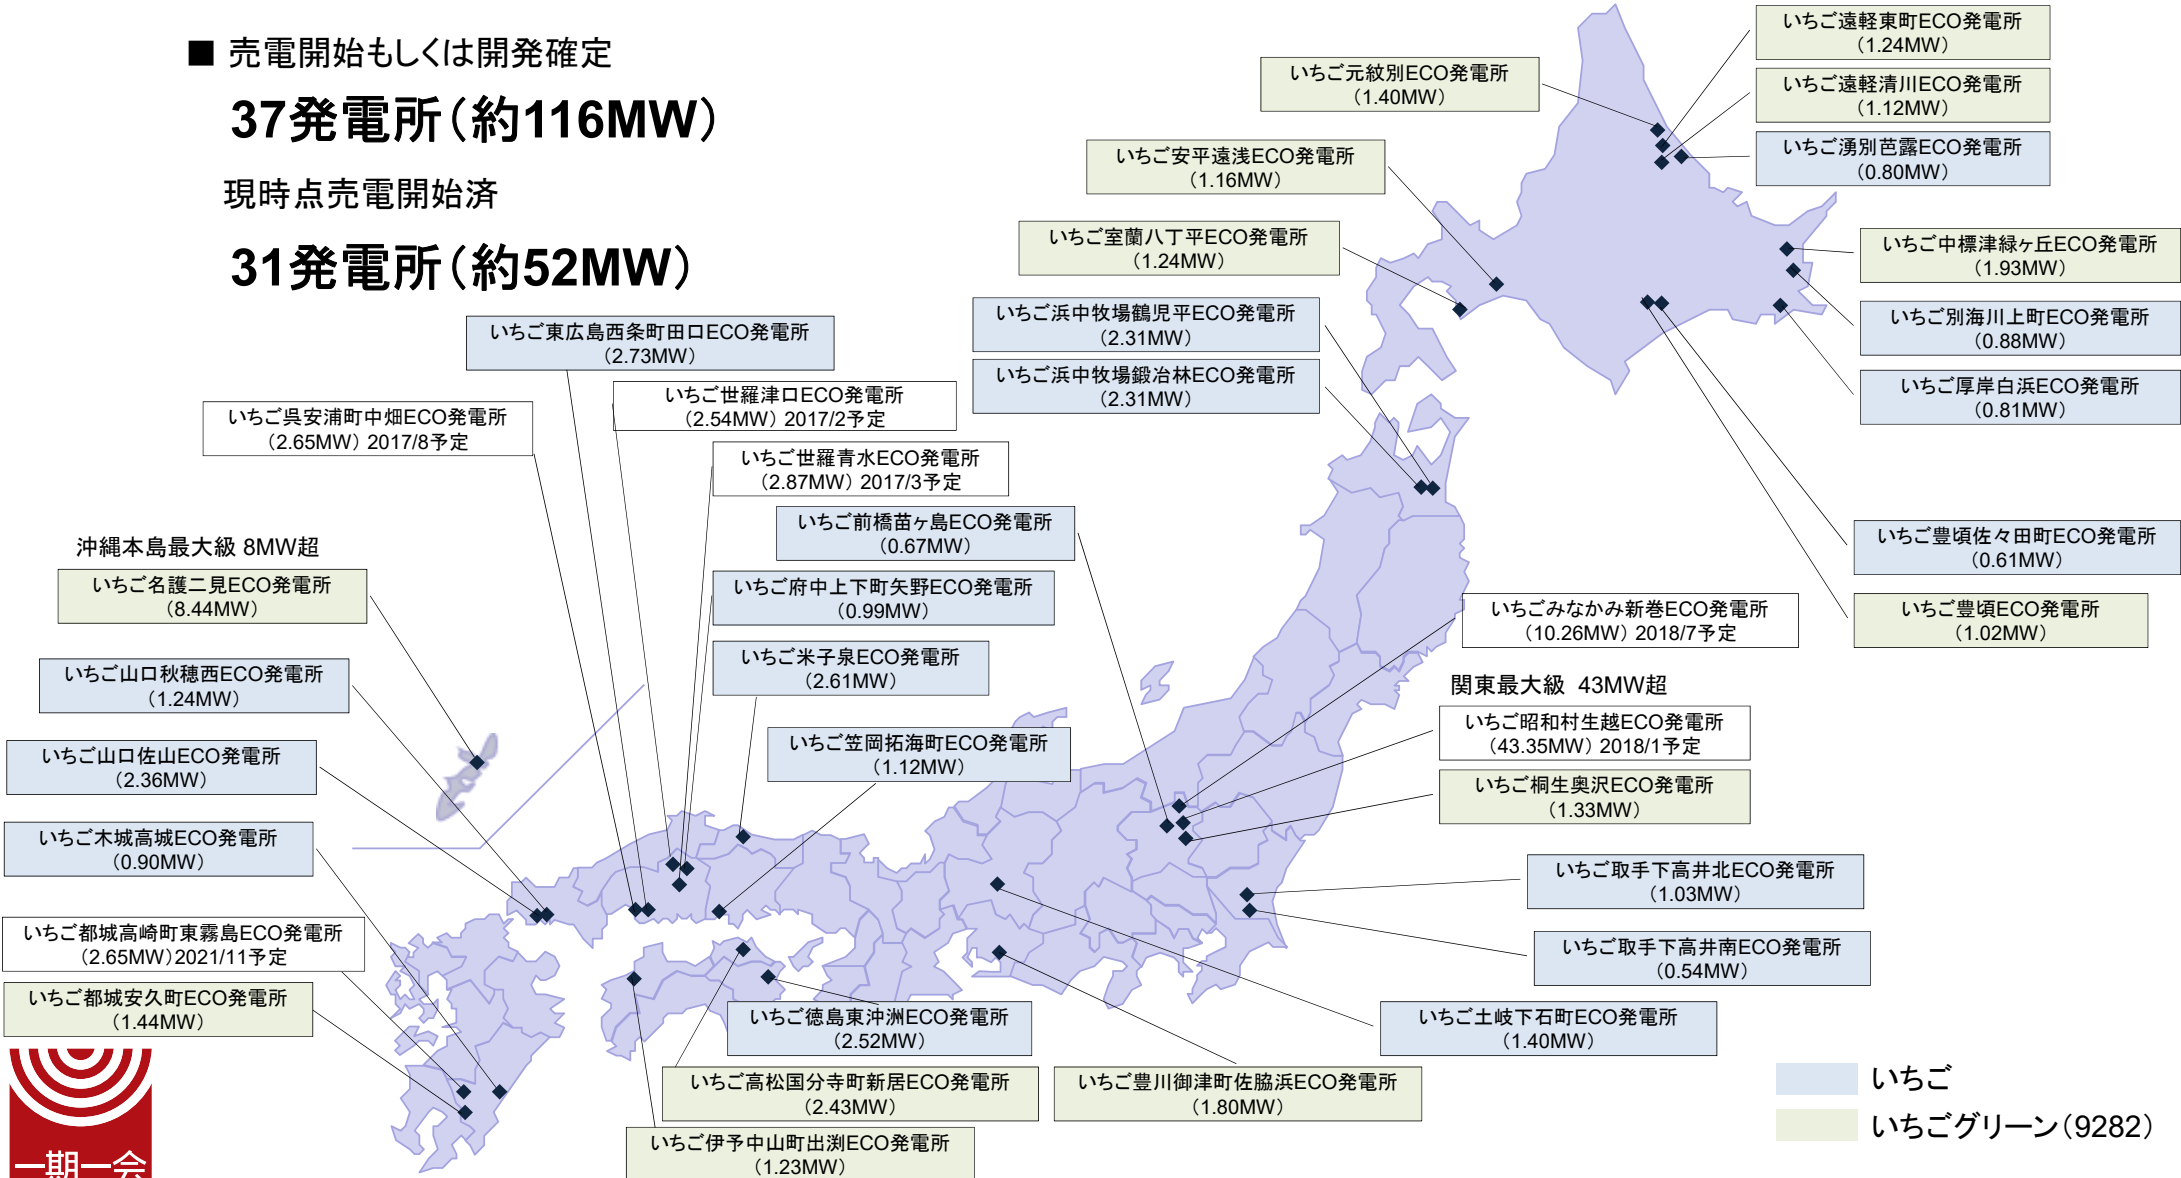 ■ 売電開始もしくは開発確定
37発電所（約116MW）
現時点売電開始済
31発電所（約52MW）
いちご遠軽東町ECO発電所
（1.24MW）
いちご元紋別ECO発電所
（1.40MW）
いちご遠軽清川ECO発電所
（1.12MW）
いちご湧別芭露ECO発電所
（0.80MW）
いちご安平遠浅ECO発電所
（1.16MW）
いちご室蘭八丁平ECO発電所
（1.24MW）
いちご中標津緑ヶ丘ECO発電所
（1.93MW）
いちご別海川上町ECO発電所
（0.88MW）
いちご厚岸白浜ECO発電所
（0.81MW）
いちご浜中牧場鶴児平ECO発電所
（2.31MW）
いちご浜中牧場鍛冶林ECO発電所
（2.31MW）
いちご東広島西条町田口ECO発電所
（2.73MW）
いちご世羅津口ECO発電所
（2.54MW） 2017/2予定
いちご呉安浦町中畑ECO発電所
（2.65MW） 2017/8予定
いちご世羅青水ECO発電所
（2.87MW） 2017/3予定
いちご前橋苗ヶ島ECO発電所
（0.67MW）
いちご豊頃佐々田町ECO発電所
（0.61MW）
いちご豊頃ECO発電所
（1.02MW）
沖縄本島最大級 8MW超
いちご名護二見ECO発電所
（8.44MW）
いちご府中上下町矢野ECO発電所
（0.99MW）
いちごみなかみ新巻ECO発電所
（10.26MW） 2018/7予定
いちご米子泉ECO発電所
（2.61MW）
いちご山口秋穂西ECO発電所
（1.24MW）
関東最大級 43MW超
いちご昭和村生越ECO発電所
（43.35MW） 2018/1予定
いちご笠岡拓海町ECO発電所
（1.12MW）
いちご山口佐山ECO発電所
（2.36MW）
いちご桐生奥沢ECO発電所
（1.33MW）
いちご木城高城ECO発電所
（0.90MW）
いちご取手下高井北ECO発電所
（1.03MW）
いちご都城高崎町東霧島ECO発電所
（2.65MW）2021/11予定
いちご取手下高井南ECO発電所
（0.54MW）
いちご都城安久町ECO発電所
（1.44MW）
いちご徳島東沖洲ECO発電所
（2.52MW）
いちご土岐下石町ECO発電所
（1.40MW）
いちご高松国分寺町新居ECO発電所
（2.43MW）
いちご豊川御津町佐脇浜ECO発電所
（1.80MW）
いちご伊予中山町出渕ECO発電所
（1.23MW）
いちご
いちごグリーン（9282）
一期一会